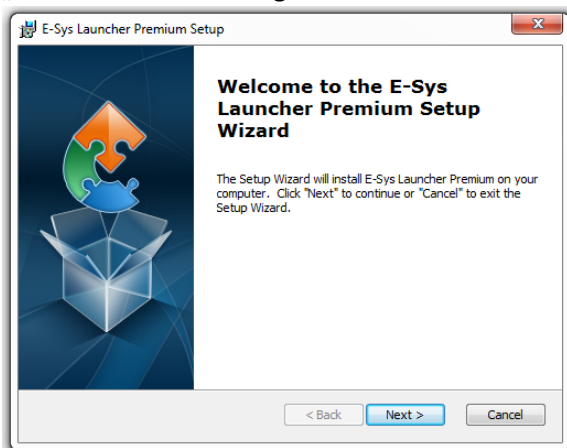 E-Sys Launcher Premium Setup
Welcome to the E-Sys
Launcher Premium Setup
Wizard
The Setup Wizard will install E-Sys Launcher Premium on your
computer. Click "Next" to continue or "Cancel" to exit the
Setup Wizard.
< Back Next > Cancel